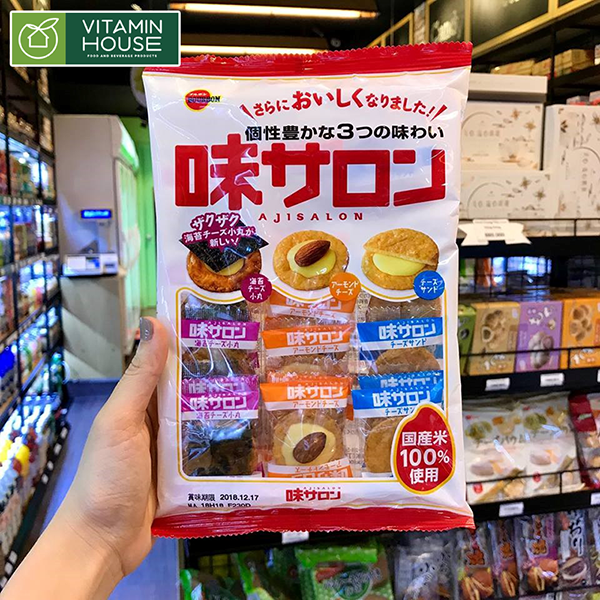 VITAMIN
HOUSE
FOOD AND BEVERAGE PRODUCTS
さらにおいしくなりました!
個性豊かな3つの味わい
味サロン
AJISALON
ザクザク
海苔チーズ小丸が
新しい!
海苔
チーズ
小丸
アーモンド
チーズ
チーズ
サンド
味サロン
海苔チーズ小丸
味サロン
アーモンドチーズ
味サロン
チーズサンド
味サロン
味サロン
海苔チーズ小丸
味サロン
アーモンドチーズ
味サロン
チーズサンド
国産米
100%
使用
賞味期限 2018.12.17
味サロン